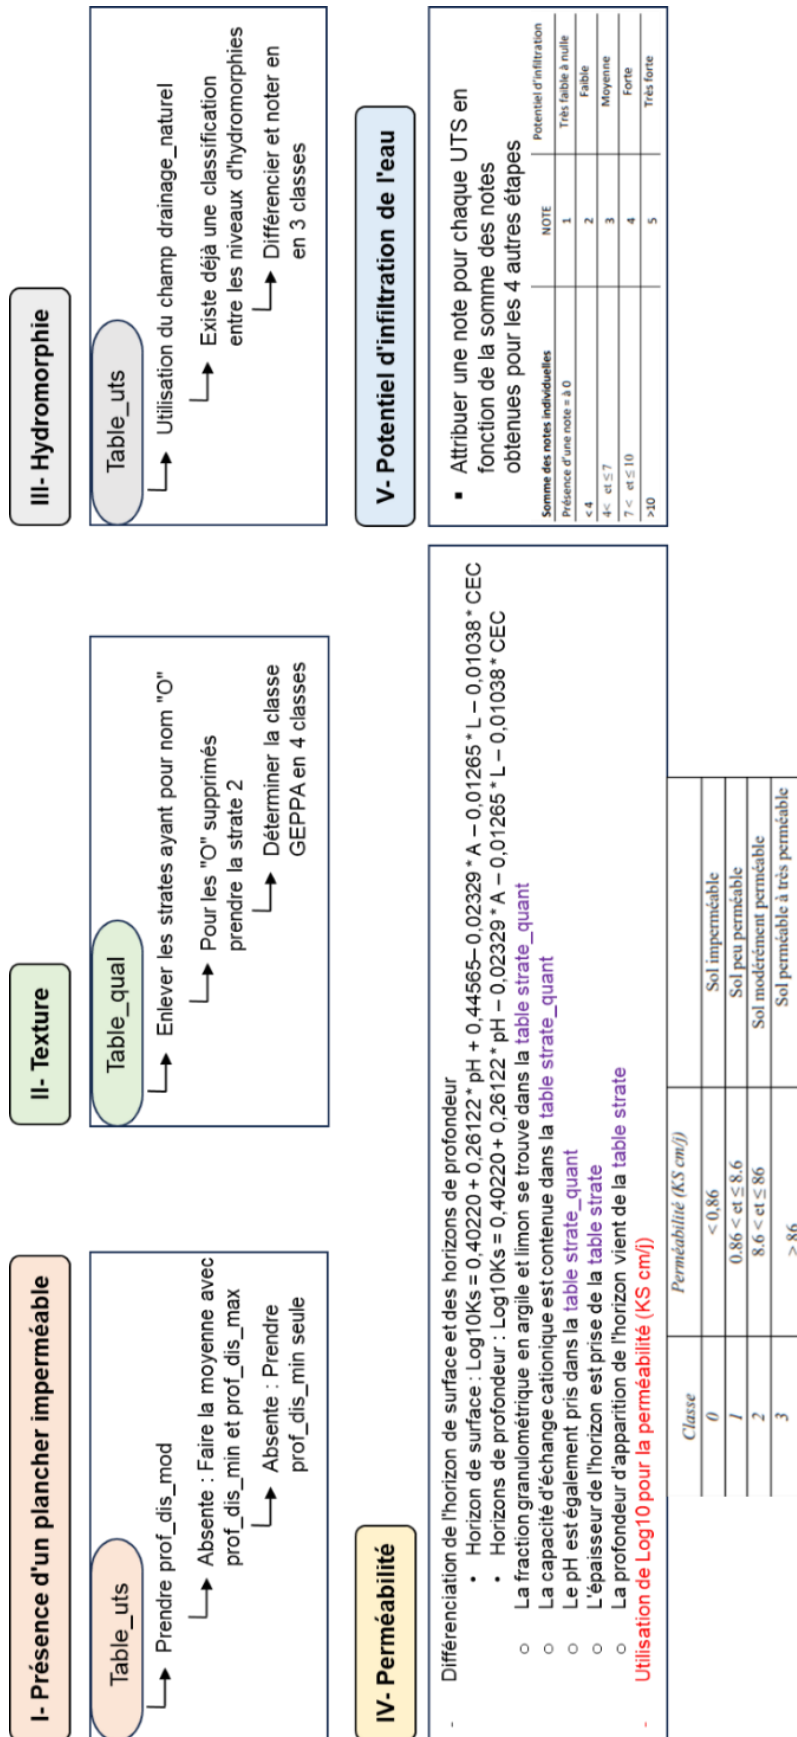 I- Présence d'un plancher imperméable
Table_uts
Prendre prof_dis_mod
Absente : Faire la moyenne avec
prof_dis_min et prof_dis_max
Absente : Prendre
prof_dis_min seule
II- Texture
Table_qual
Enlever les strates ayant pour nom "O"
Pour les "O" supprimés
prendre la strate 2
Déterminer la classe
GEPPA en 4 classes
III- Hydromorphie
Table_uts
Utilisation du champ drainage_naturel
Existe déjà une classification
entre les niveaux d'hydromorphies
Différencier et noter en
en 3 classes
IV- Perméabilité
- Différenciation de l'horizon de surface et des horizons de profondeur
• Horizon de surface : Log10Ks = 0,40220 + 0,26122 * pH + 0,44565– 0,02329 * A – 0,01265 * L – 0,01038 * CEC
• Horizons de profondeur : Log10Ks = 0,40220 + 0,26122 * pH – 0,02329 * A – 0,01265 * L – 0,01038 * CEC
○ La fraction granulométrique en argile et limon se trouve dans la table strate_quant
○ La capacité d'échange cationique est contenue dans la table strate_quant
○ Le pH est également pris dans la table strate_quant
○ L'épaisseur de l'horizon est prise de la table strate
○ La profondeur d'apparition de l'horizon vient de la table strate
- Utilisation de Log10 pour la perméabilité (KS cm/j)
Classe Perméabilité (KS cm/j)
0 < 0,86 Sol imperméable
1 0.86 < et ≤ 8.6 Sol peu perméable
2 8.6 < et ≤ 86 Sol modérément perméable
3 > 86 Sol perméable à très perméable
V- Potentiel d'infiltration de l'eau
▪ Attribuer une note pour chaque UTS en
fonction de la somme des notes
obtenues pour les 4 autres étapes
Somme des notes individuelles NOTE Potentiel d'infiltration
Présence d'une note = à 0 1 Très faible à nulle
< 4 2 Faible
4< et ≤ 7 3 Moyenne
7 < et ≤ 10 4 Forte
>10 5 Très forte